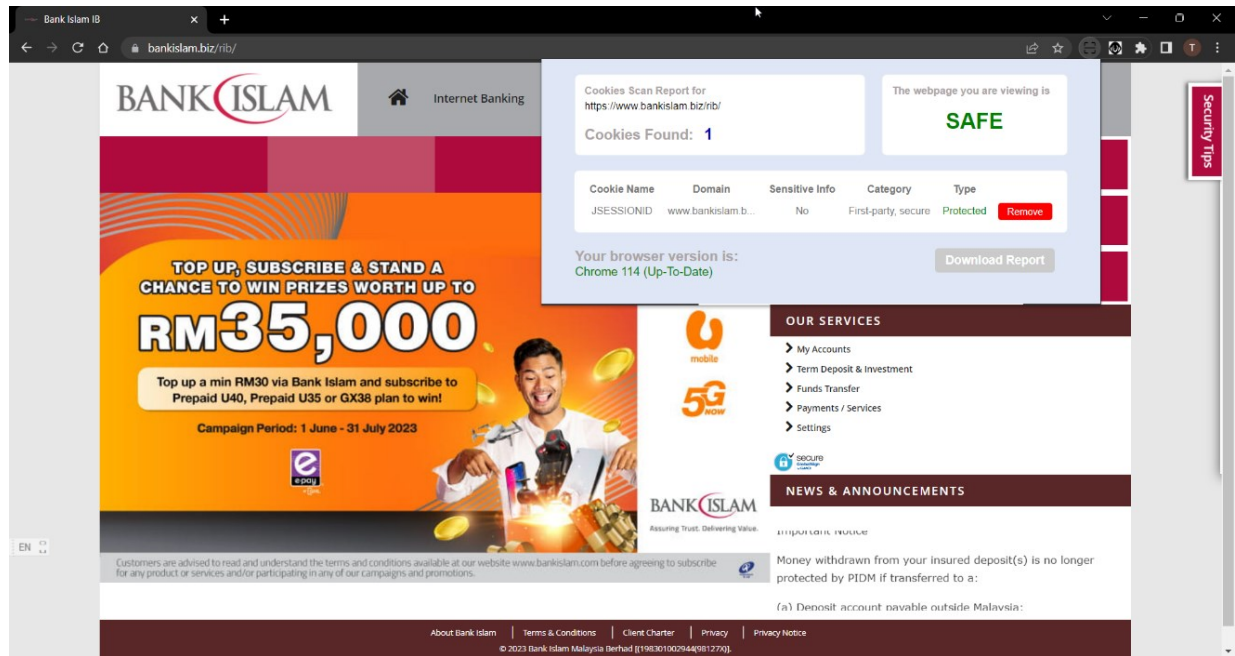 Bank Islam IB
bankislam.biz/rib/
T
BANK ISLAM
Internet Banking
Cookies Scan Report for
https://www.bankislam.biz/rib/
Cookies Found: 1
The webpage you are viewing is
SAFE
Cookie Name Domain Sensitive Info Category Type
JSESSIONID www.bankislam.b... No First-party, secure Protected Remove
Your browser version is:
Chrome 114 (Up-To-Date)
Download Report
Security Tips
TOP UP, SUBSCRIBE & STAND A
CHANCE TO WIN PRIZES WORTH UP TO
RM35,000
Top up a min RM30 via Bank Islam and subscribe to
Prepaid U40, Prepaid U35 or GX38 plan to win!
Campaign Period: 1 June - 31 July 2023
e-pay
U
mobile
5G
NOW
BANK ISLAM
Assuring Trust. Delivering Value.
Customers are advised to read and understand the terms and conditions available at our website www.bankislam.com before agreeing to subscribe
for any product or services and/or participating in any of our campaigns and promotions.
OUR SERVICES
My Accounts
Term Deposit & Investment
Funds Transfer
Payments / Services
Settings
secure
NEWS & ANNOUNCEMENTS
Important Notice
Money withdrawn from your insured deposit(s) is no longer
protected by PIDM if transferred to a:
(a) Deposit account payable outside Malaysia;
EN
About Bank Islam | Terms & Conditions | Client Charter | Privacy | Privacy Notice
© 2023 Bank Islam Malaysia Berhad [(198301002944(98127X)].